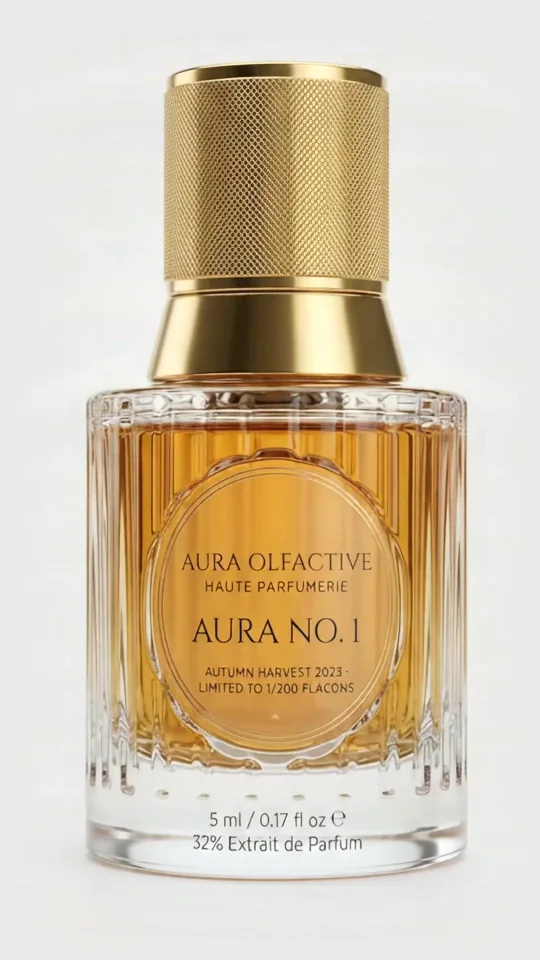 AURA OLFACTIVE
HAUTE PARFUMERIE
AURA NO. 1
AUTUMN HARVEST 2023 -
LIMITED TO 1/200 FLACONS
5 ml / 0.17 fl oz ℮
32% Extrait de Parfum